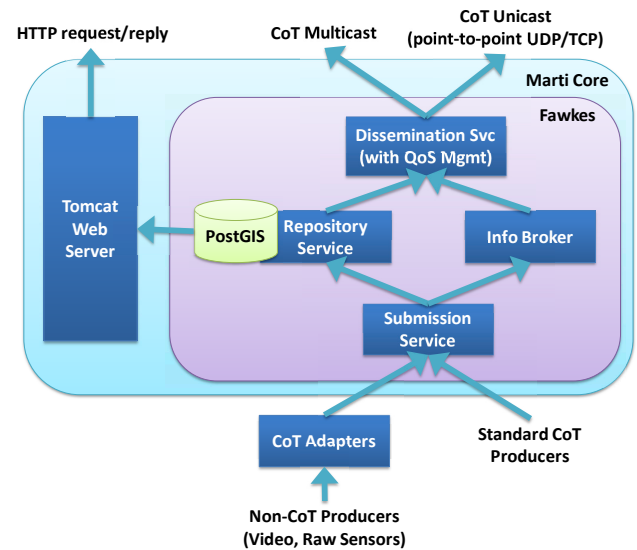 HTTP request/reply
CoT Multicast
CoT Unicast
(point-to-point UDP/TCP)
Marti Core
Fawkes
Dissemination Svc
(with QoS Mgmt)
Tomcat
Web
Server
PostGIS
Repository
Service
Info Broker
Submission
Service
CoT Adapters
Standard CoT
Producers
Non-CoT Producers
(Video, Raw Sensors)